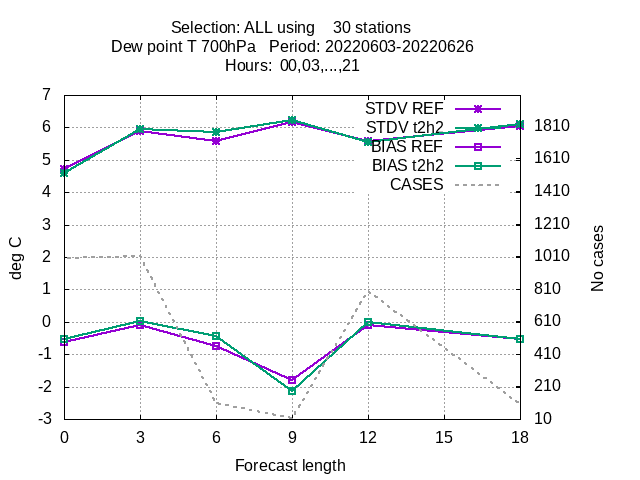 Selection: ALL using 30 stations
Dew point T 700hPa Period: 20220603-20220626
Hours: 00,03,...,21
STDV REF
STDV t2h2
BIAS REF
BIAS t2h2
CASES
7
6
5
4
3
2
1
0
-1
-2
-3
1810
1610
1410
1210
1010
810
610
410
210
10
deg C
No cases
0 3 6 9 12 15 18
Forecast length